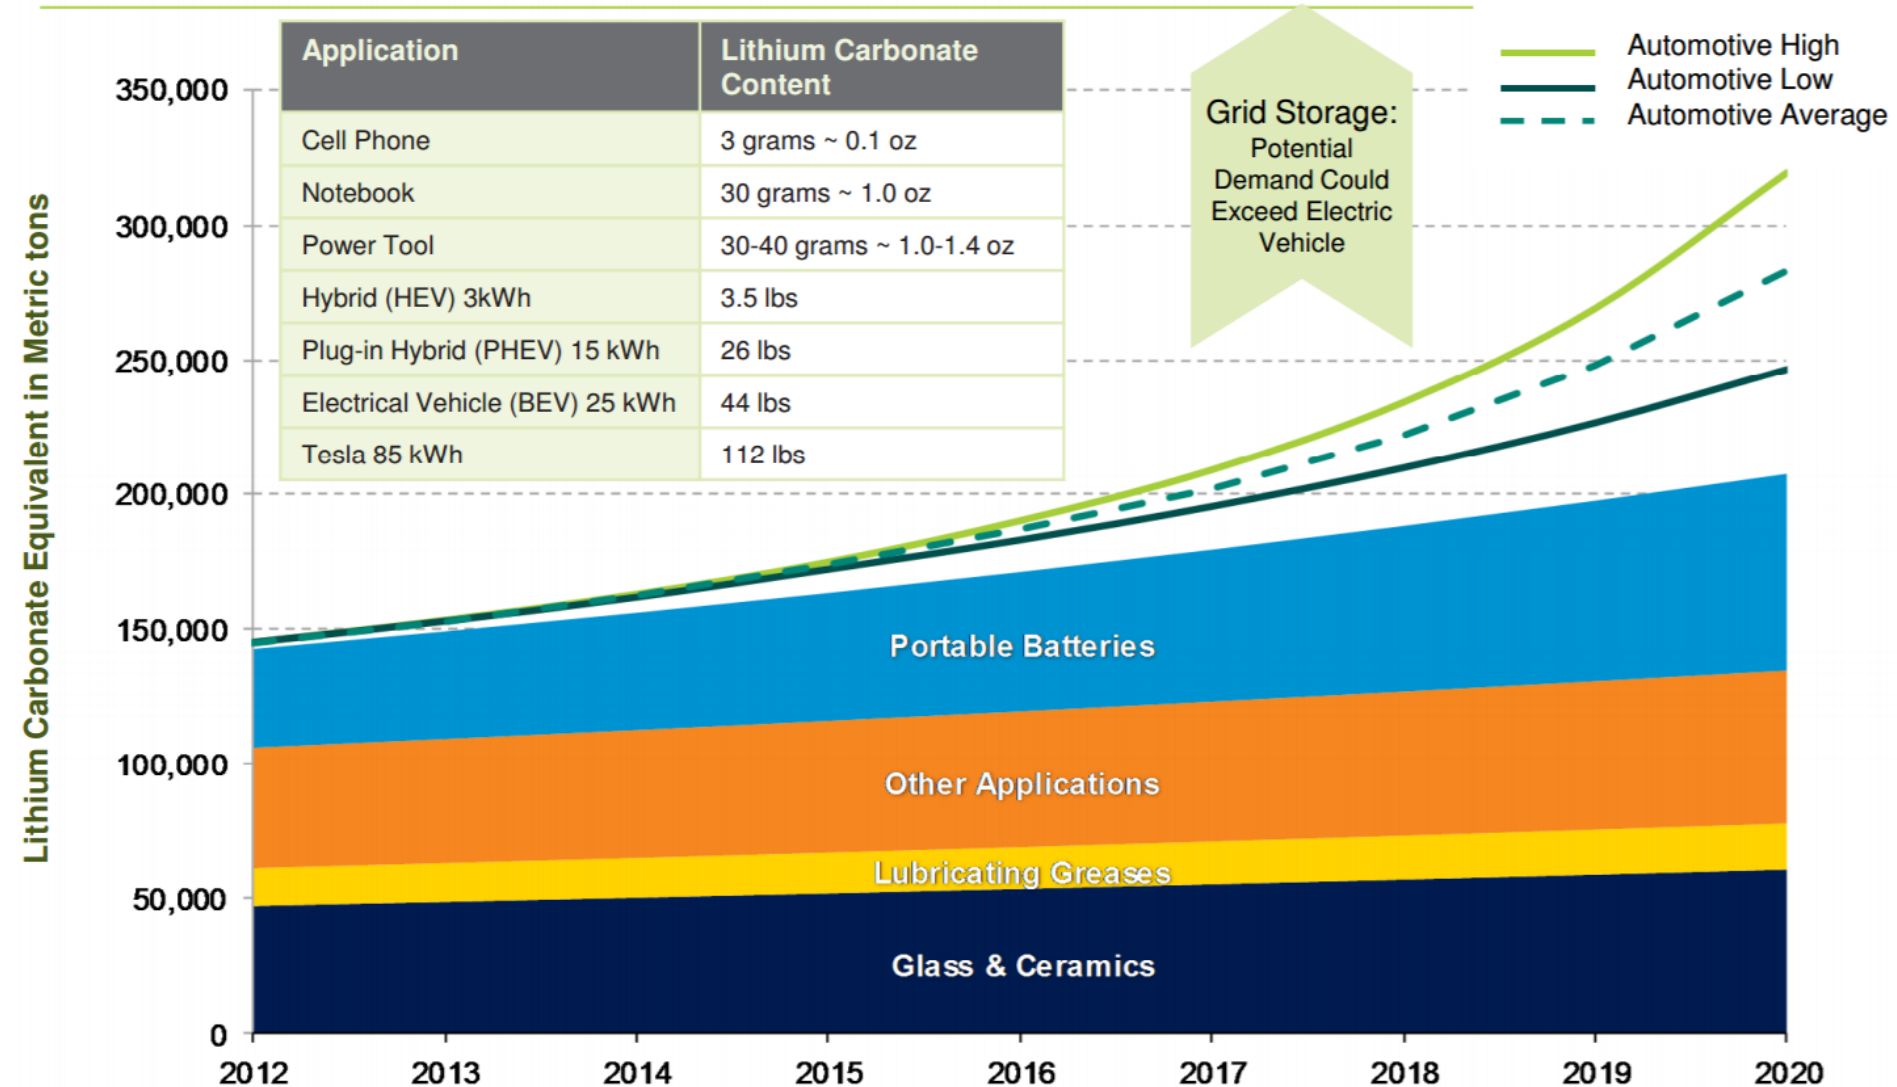 Application Lithium Carbonate
Content
Cell Phone 3 grams ~ 0.1 oz
Notebook 30 grams ~ 1.0 oz
Power Tool 30-40 grams ~ 1.0-1.4 oz
Hybrid (HEV) 3kWh 3.5 lbs
Plug-in Hybrid (PHEV) 15 kWh 26 lbs
Electrical Vehicle (BEV) 25 kWh 44 lbs
Tesla 85 kWh 112 lbs
Grid Storage:
Potential
Demand Could
Exceed Electric
Vehicle
Automotive High
Automotive Low
Automotive Average
Lithium Carbonate Equivalent in Metric tons
350,000
300,000
250,000
200,000
150,000
100,000
50,000
0
Portable Batteries
Other Applications
Lubricating Greases
Glass & Ceramics
2012 2013 2014 2015 2016 2017 2018 2019 2020